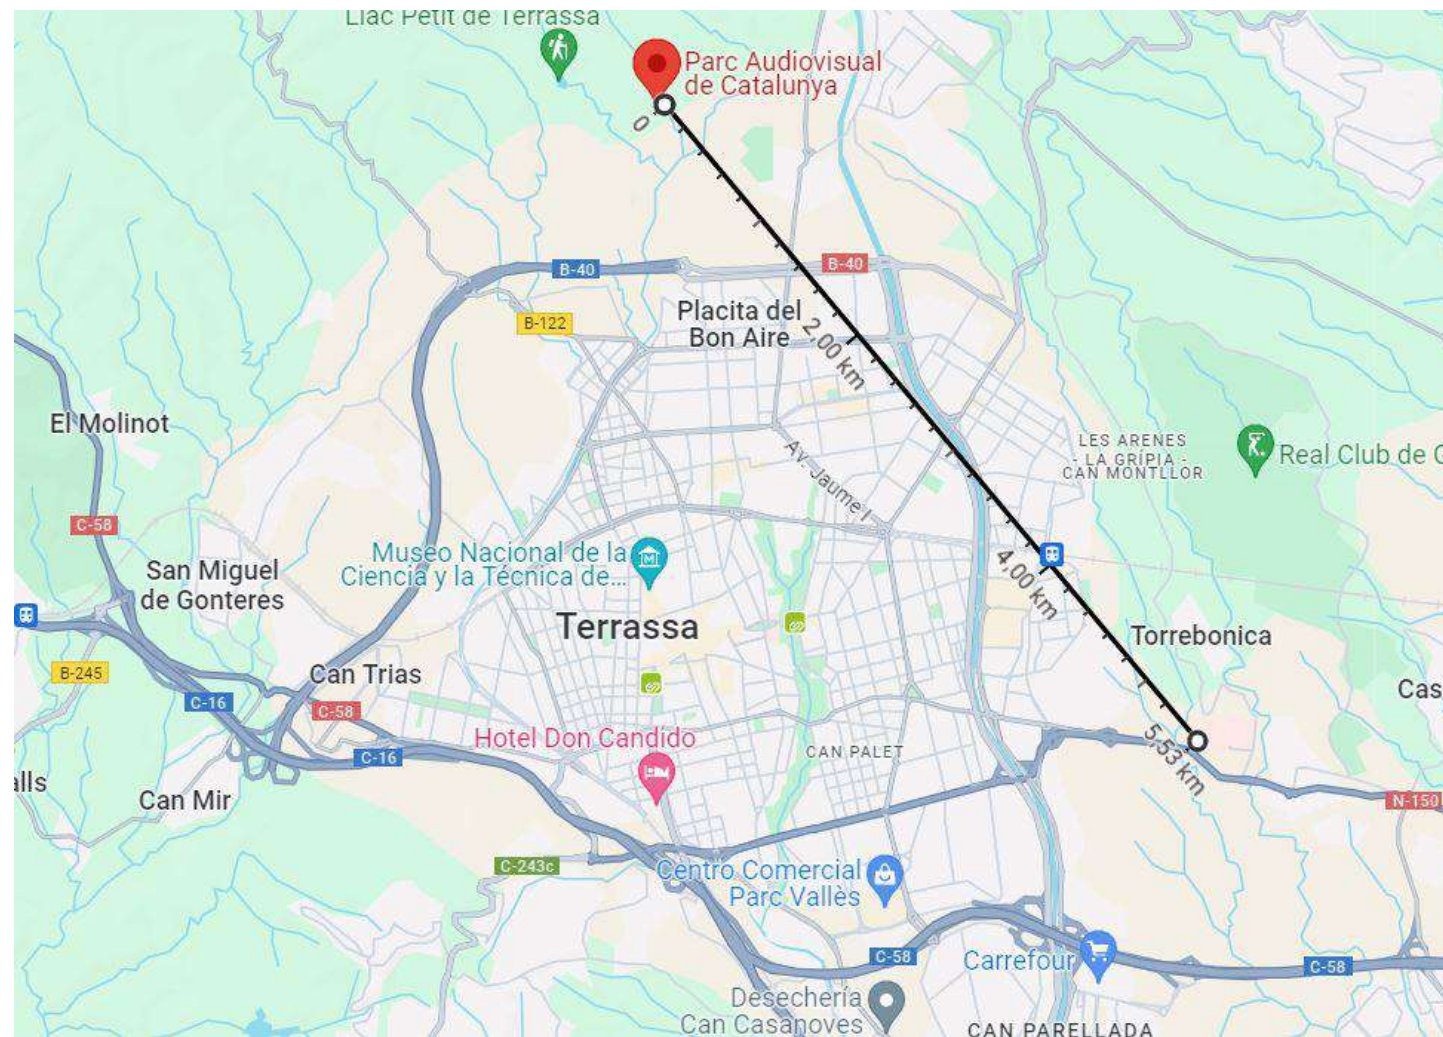 Llac Petit de Terrassa
Parc Audiovisual
de Catalunya
0
B-40
B-40
B-122
Placita del
Bon Aire
2,00 km
El Molinot
Av. Jaume I
LES ARENES
- LA GRÍPIA -
CAN MONTLLOR
Real Club de G
C-58
Museo Nacional de la
Ciencia y la Técnica de...
San Miguel
de Gonteres
4,00 km
Terrassa
Torrebonica
B-245
Can Trias
C-16
C-58
Cas
Hotel Don Candido
C-16
CAN PALET
5,53 km
alls
Can Mir
N-150
C-243c
Centro Comercial
Parc Vallès
C-58
Carrefour
C-58
Desechería
Can Casanoves
CAN PARELLADA